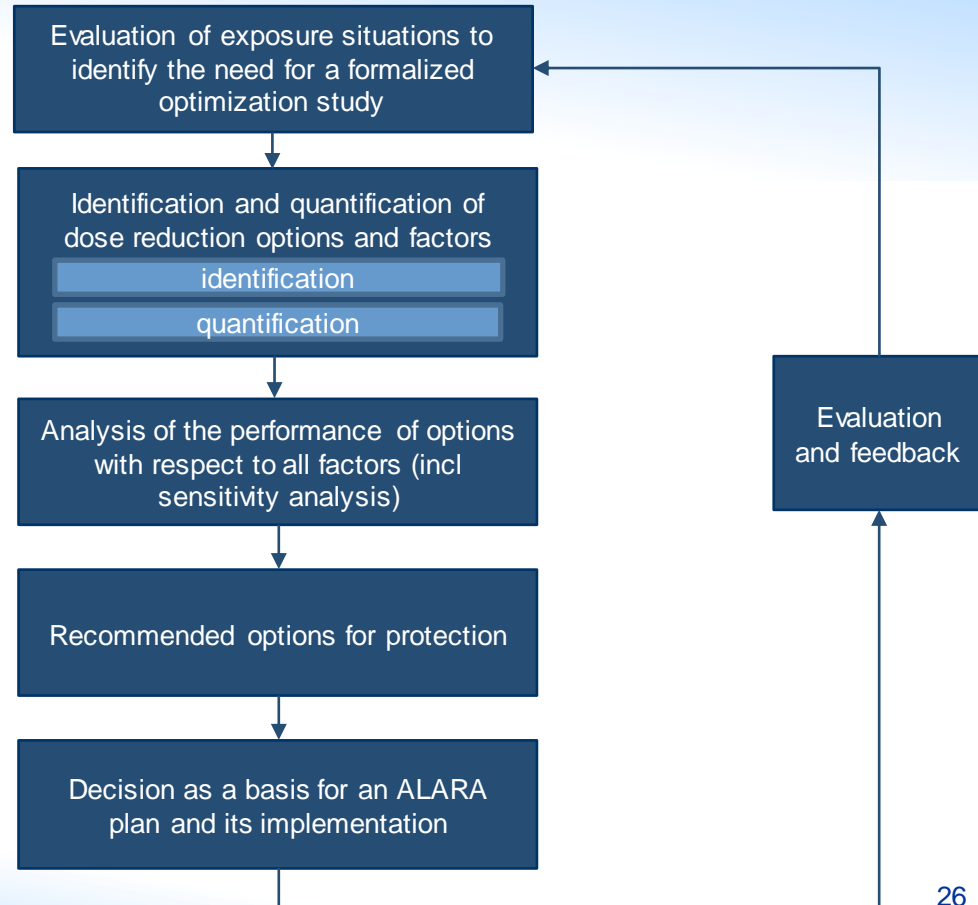 Evaluation of exposure situations to
identify the need for a formalized
optimization study
Identification and quantification of
dose reduction options and factors
identification
quantification
Analysis of the performance of options
with respect to all factors (incl
sensitivity analysis)
Recommended options for protection
Decision as a basis for an ALARA
plan and its implementation
Evaluation
and feedback
26